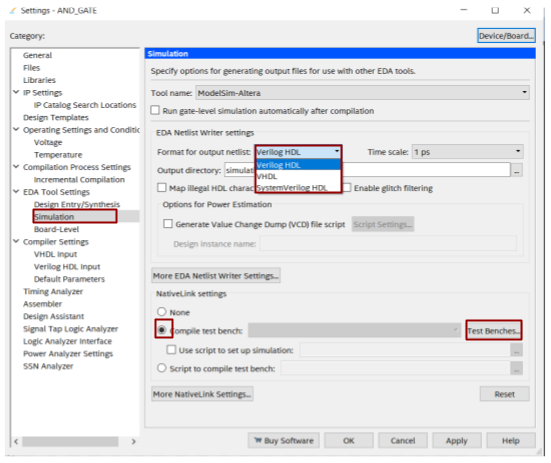 Settings - AND_GATE
Category:
Device/Board...
General
Files
Libraries
IP Settings
IP Catalog Search Locations
Design Templates
Operating Settings and Conditic
Voltage
Temperature
Compilation Process Settings
Incremental Compilation
EDA Tool Settings
Design Entry/Synthesis
Simulation
Board-Level
Compiler Settings
VHDL Input
Verilog HDL Input
Default Parameters
Timing Analyzer
Assembler
Design Assistant
Signal Tap Logic Analyzer
Logic Analyzer Interface
Power Analyzer Settings
SSN Analyzer
Simulation
Specify options for generating output files for use with other EDA tools.
Tool name: ModelSim-Altera
Run gate-level simulation automatically after compilation
EDA Netlist Writer settings
Format for output netlist: Verilog HDL Time scale: 1 ps
Verilog HDL
VHDL
SystemVerilog HDL
Output directory: simulat ...
Map illegal HDL charac Enable glitch filtering
Options for Power Estimation
Generate Value Change Dump (VCD) file script Script Settings...
Design instance name:
More EDA Netlist Writer Settings...
NativeLink settings
None
Compile test bench: Test Benches...
Use script to set up simulation: ...
Script to compile test bench: ...
More NativeLink Settings... Reset
Buy Software OK Cancel Apply Help